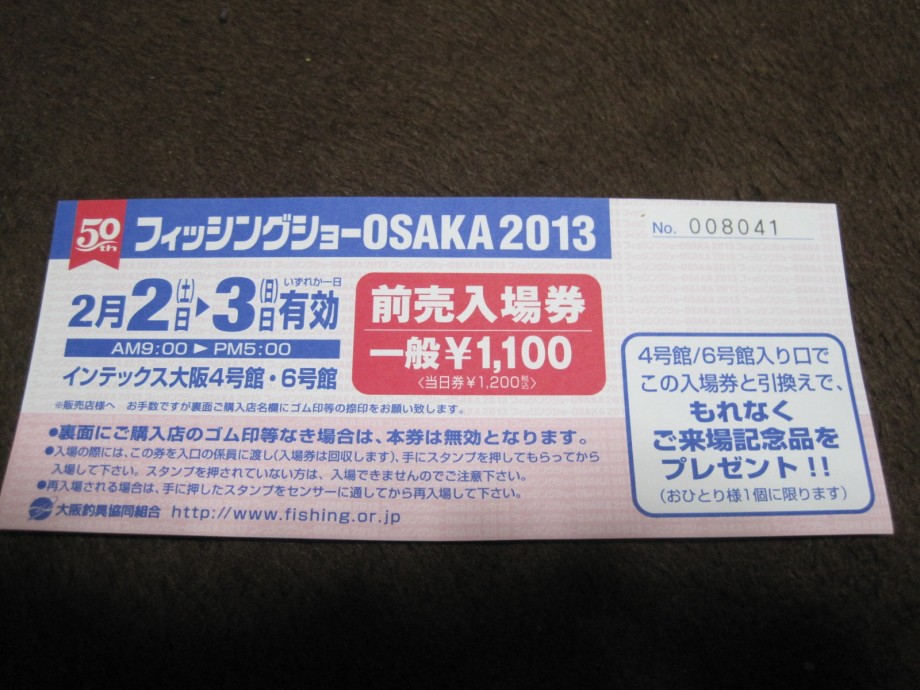 50th
フィッシングショーOSAKA 2013
No. 008041
2月2日(土)▶3日(日)いずれか一日有効
AM9:00 ▶ PM5:00
インテックス大阪4号館・6号館
前売入場券
一般¥1,100
〈当日券¥1,200(税込)〉
※販売店様へ お手数ですが裏面ご購入店名欄にゴム印等の捺印をお願い致します。
●裏面にご購入店のゴム印等なき場合は、本券は無効となります。
●入場の際には、この券を入口の係員に渡し(入場券は回収します)、手にスタンプを押してもらってから
入場して下さい。スタンプを押されていない方は、入場できませんのでご注意下さい。
●再入場される場合は、手に押したスタンプをセンサーに通してから再入場して下さい。
大阪釣具協同組合 http://www.fishing.or.jp
4号館/6号館入り口で
この入場券と引換えで、
もれなく
ご来場記念品を
プレゼント!!
(おひとり様1個に限ります)